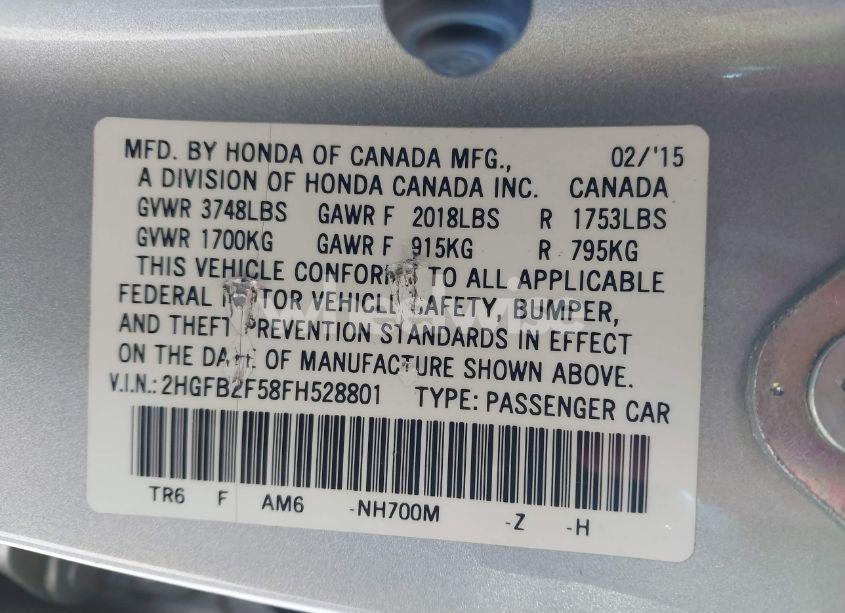 MFD. BY HONDA OF CANADA MFG., 02/'15
A DIVISION OF HONDA CANADA INC. CANADA
GVWR 3748LBS GAWR F 2018LBS R 1753LBS
GVWR 1700KG GAWR F 915KG R 795KG
THIS VEHICLE CONFORM TO ALL APPLICABLE
FEDERAL MOTOR VEHICLE SAFETY, BUMPER,
AND THEFT PREVENTION STANDARDS IN EFFECT
ON THE DATE OF MANUFACTURE SHOWN ABOVE.
V.I.N.: 2HGFB2F58FH528801 TYPE: PASSENGER CAR
TR6 F AM6 -NH700M -Z -H